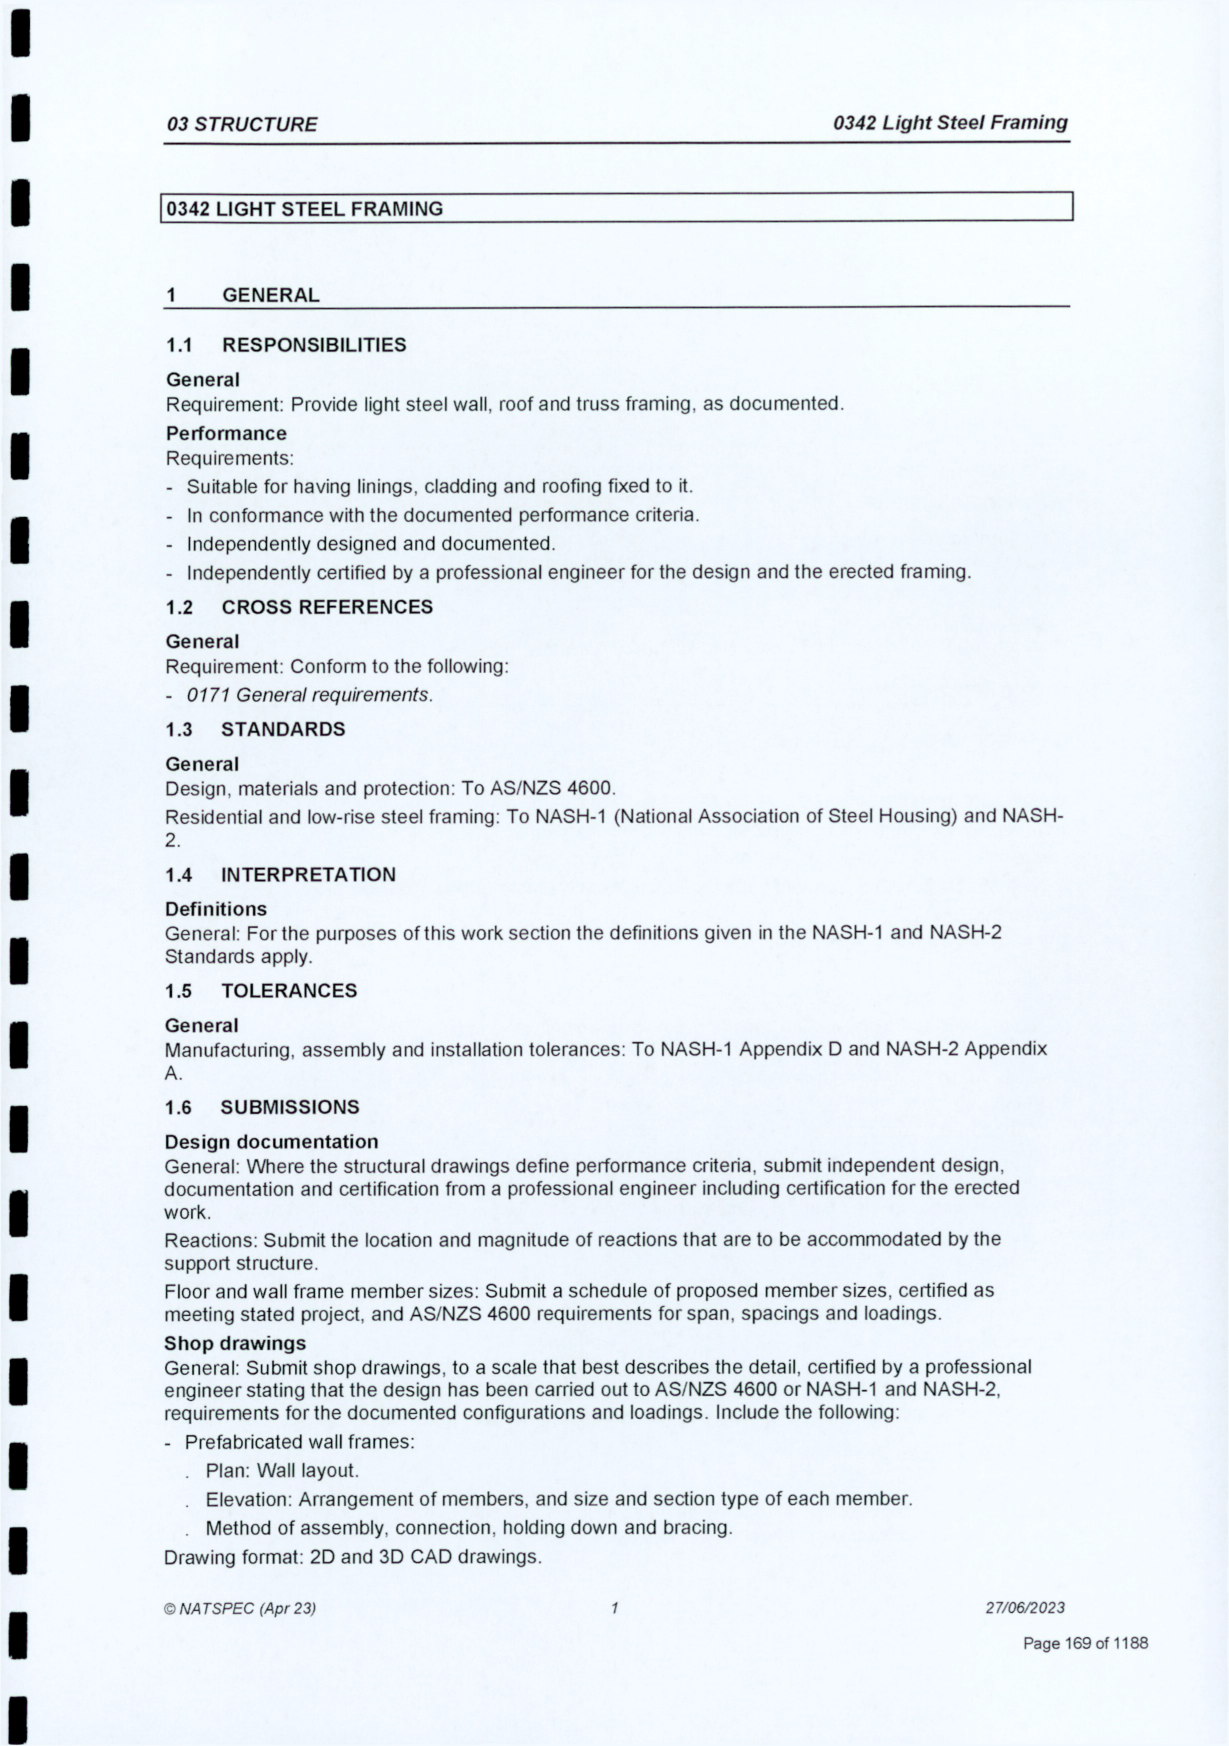 03 STRUCTURE
0342 Light Steel Framing
0342 LIGHT STEEL FRAMING
1 GENERAL
1.1 RESPONSIBILITIES
General
Requirement: Provide light steel wall, roof and truss framing, as documented.
Performance
Requirements:
- Suitable for having linings, cladding and roofing fixed to it.
- In conformance with the documented performance criteria.
- Independently designed and documented.
- Independently certified by a professional engineer for the design and the erected framing.
1.2 CROSS REFERENCES
General
Requirement: Conform to the following:
- 0171 General requirements.
1.3 STANDARDS
General
Design, materials and protection: To AS/NZS 4600.
Residential and low-rise steel framing: To NASH-1 (National Association of Steel Housing) and NASH-
2.
1.4 INTERPRETATION
Definitions
General: For the purposes of this work section the definitions given in the NASH-1 and NASH-2
Standards apply.
1.5 TOLERANCES
General
Manufacturing, assembly and installation tolerances: To NASH-1 Appendix D and NASH-2 Appendix
A.
1.6 SUBMISSIONS
Design documentation
General: Where the structural drawings define performance criteria, submit independent design,
documentation and certification from a professional engineer including certification for the erected
work.
Reactions: Submit the location and magnitude of reactions that are to be accommodated by the
support structure.
Floor and wall frame member sizes: Submit a schedule of proposed member sizes, certified as
meeting stated project, and AS/NZS 4600 requirements for span, spacings and loadings.
Shop drawings
General: Submit shop drawings, to a scale that best describes the detail, certified by a professional
engineer stating that the design has been carried out to AS/NZS 4600 or NASH-1 and NASH-2,
requirements for the documented configurations and loadings. Include the following:
- Prefabricated wall frames:
. Plan: Wall layout.
. Elevation: Arrangement of members, and size and section type of each member.
. Method of assembly, connection, holding down and bracing.
Drawing format: 2D and 3D CAD drawings.
© NATSPEC (Apr 23)
1
27/06/2023
Page 169 of 1188